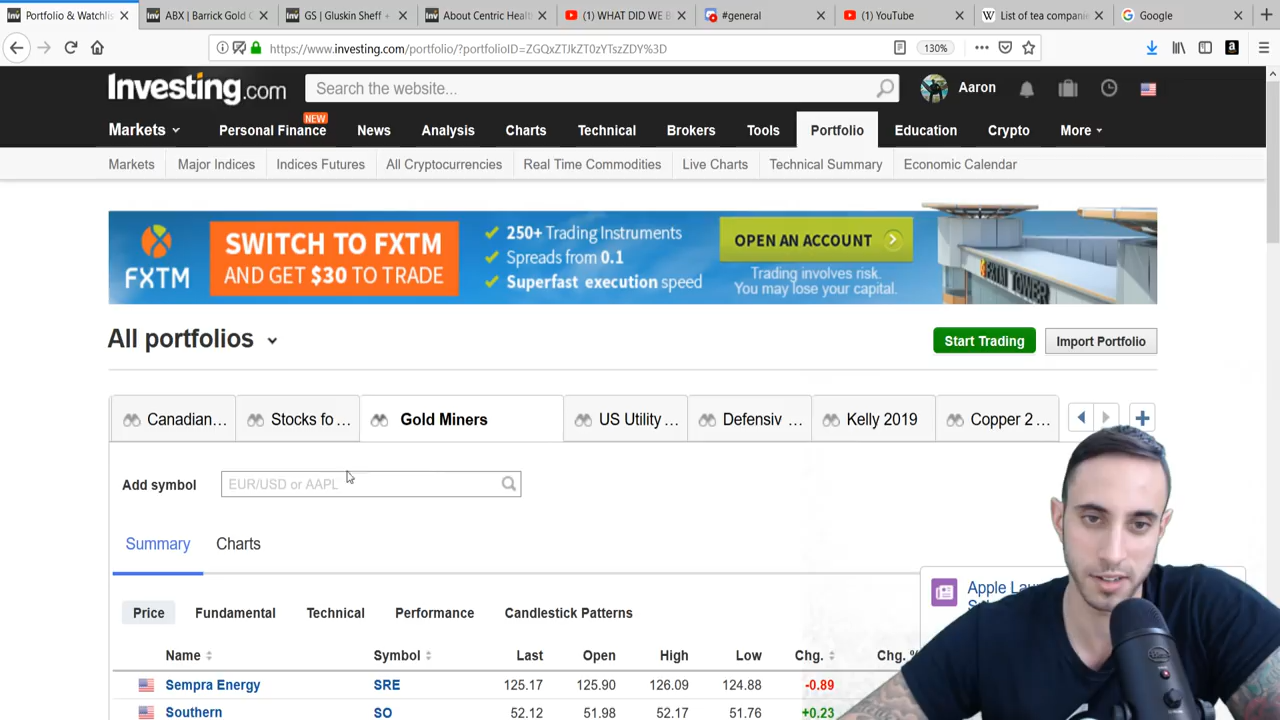 Portfolio & Watchlis
ABX | Barrick Gold C
GS | Gluskin Sheff +
About Centric Healt
(1) WHAT DID WE B
#general
(1) YouTube
List of tea companie
Google
https://www.investing.com/portfolio/?portfolioID=ZGQxZTJkZT0zYTszZDY%3D
130%
Investing.com
Search the website...
Aaron
NEW
Markets
Personal Finance
News
Analysis
Charts
Technical
Brokers
Tools
Portfolio
Education
Crypto
More
Markets
Major Indices
Indices Futures
All Cryptocurrencies
Real Time Commodities
Live Charts
Technical Summary
Economic Calendar
FXTM
SWITCH TO FXTM
AND GET $30 TO TRADE
250+ Trading Instruments
Spreads from 0.1
Superfast execution speed
OPEN AN ACCOUNT
Trading involves risk.
You may lose your capital.
FXTM TOWER
All portfolios
Start Trading
Import Portfolio
Canadian...
Stocks fo ...
Gold Miners
US Utility ...
Defensiv ...
Kelly 2019
Copper 2 ...
Add symbol
EUR/USD or AAPL
Summary
Charts
Apple Lau
Price
Fundamental
Technical
Performance
Candlestick Patterns
Name
Symbol
Last
Open
High
Low
Chg.
Chg. %
Sempra Energy SRE 125.17 125.90 126.09 124.88 -0.89
Southern SO 52.12 51.98 52.17 51.76 +0.23